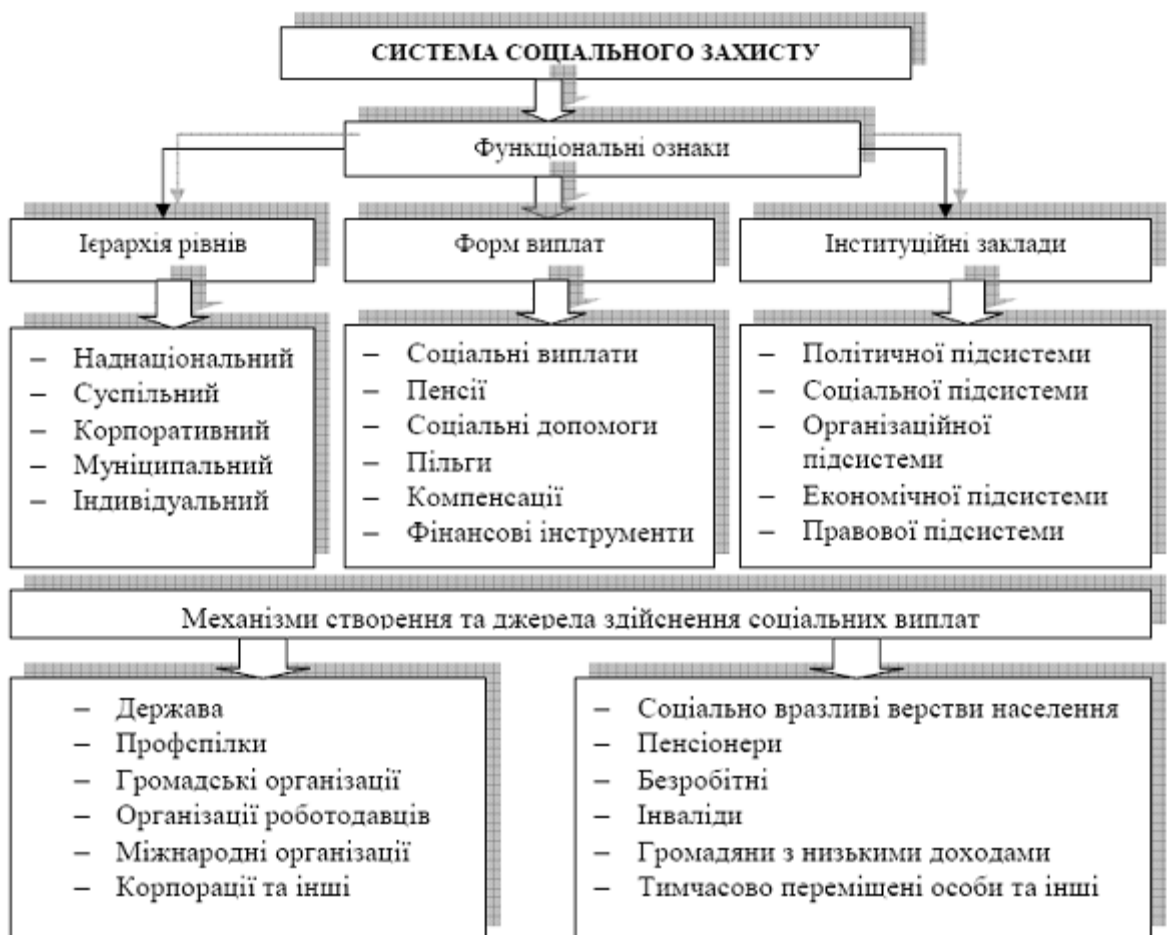 СИСТЕМА СОЦІАЛЬНОГО ЗАХИСТУ
Функціональні ознаки
Ієрархія рівнів
Форм виплат
Інституційні заклади
– Наднаціональний
– Суспільний
– Корпоративний
– Муніципальний
– Індивідуальний
– Соціальні виплати
– Пенсії
– Соціальні допомоги
– Пільги
– Компенсації
– Фінансові інструменти
– Політичної підсистеми
– Соціальної підсистеми
– Організаційної
підсистеми
– Економічної підсистеми
– Правової підсистеми
Механізми створення та джерела здійснення соціальних виплат
– Держава
– Профспілки
– Громадські організації
– Організації роботодавців
– Міжнародні організації
– Корпорації та інші
– Соціально вразливі верстви населення
– Пенсіонери
– Безробітні
– Інваліди
– Громадяни з низькими доходами
– Тимчасово переміщені особи та інші